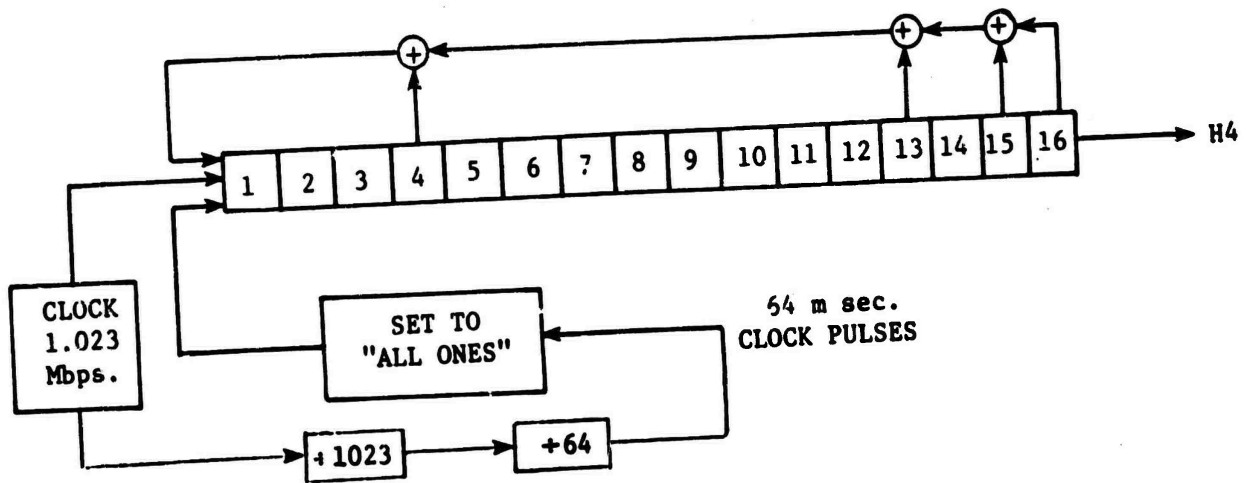 +
+
+
1 2 3 4 5 6 7 8 9 10 11 12 13 14 15 16
H4
CLOCK
1.023
Mbps.
SET TO
"ALL ONES"
64 m sec.
CLOCK PULSES
÷1023
÷64